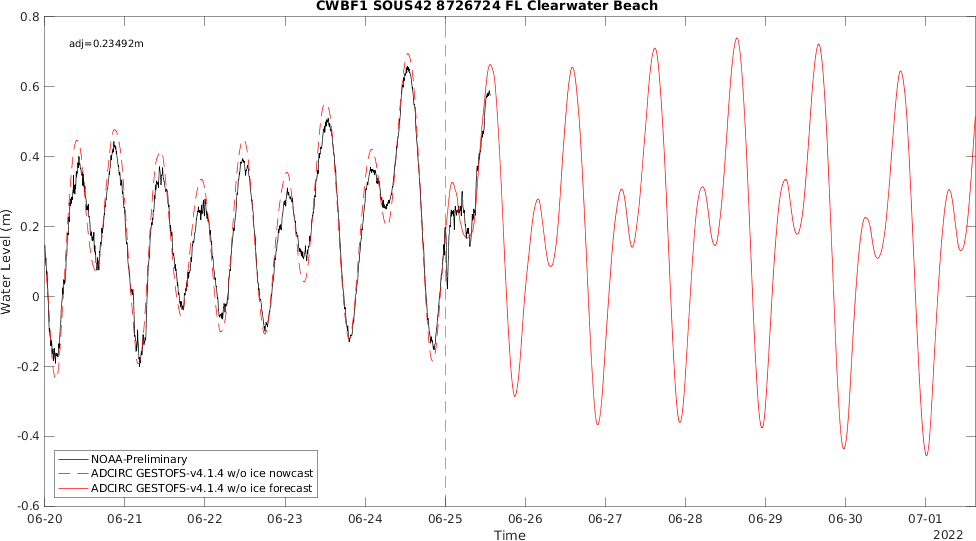 CWBF1 SOUS42 8726724 FL Clearwater Beach
0.8
adj=0.23492m
0.6
0.4
0.2
0
-0.2
-0.4
-0.6
Water Level (m)
NOAA-Preliminary
ADCIRC GESTOFS-v4.1.4 w/o ice nowcast
ADCIRC GESTOFS-v4.1.4 w/o ice forecast
06-20 06-21 06-22 06-23 06-24 06-25 06-26 06-27 06-28 06-29 06-30 07-01
Time
2022